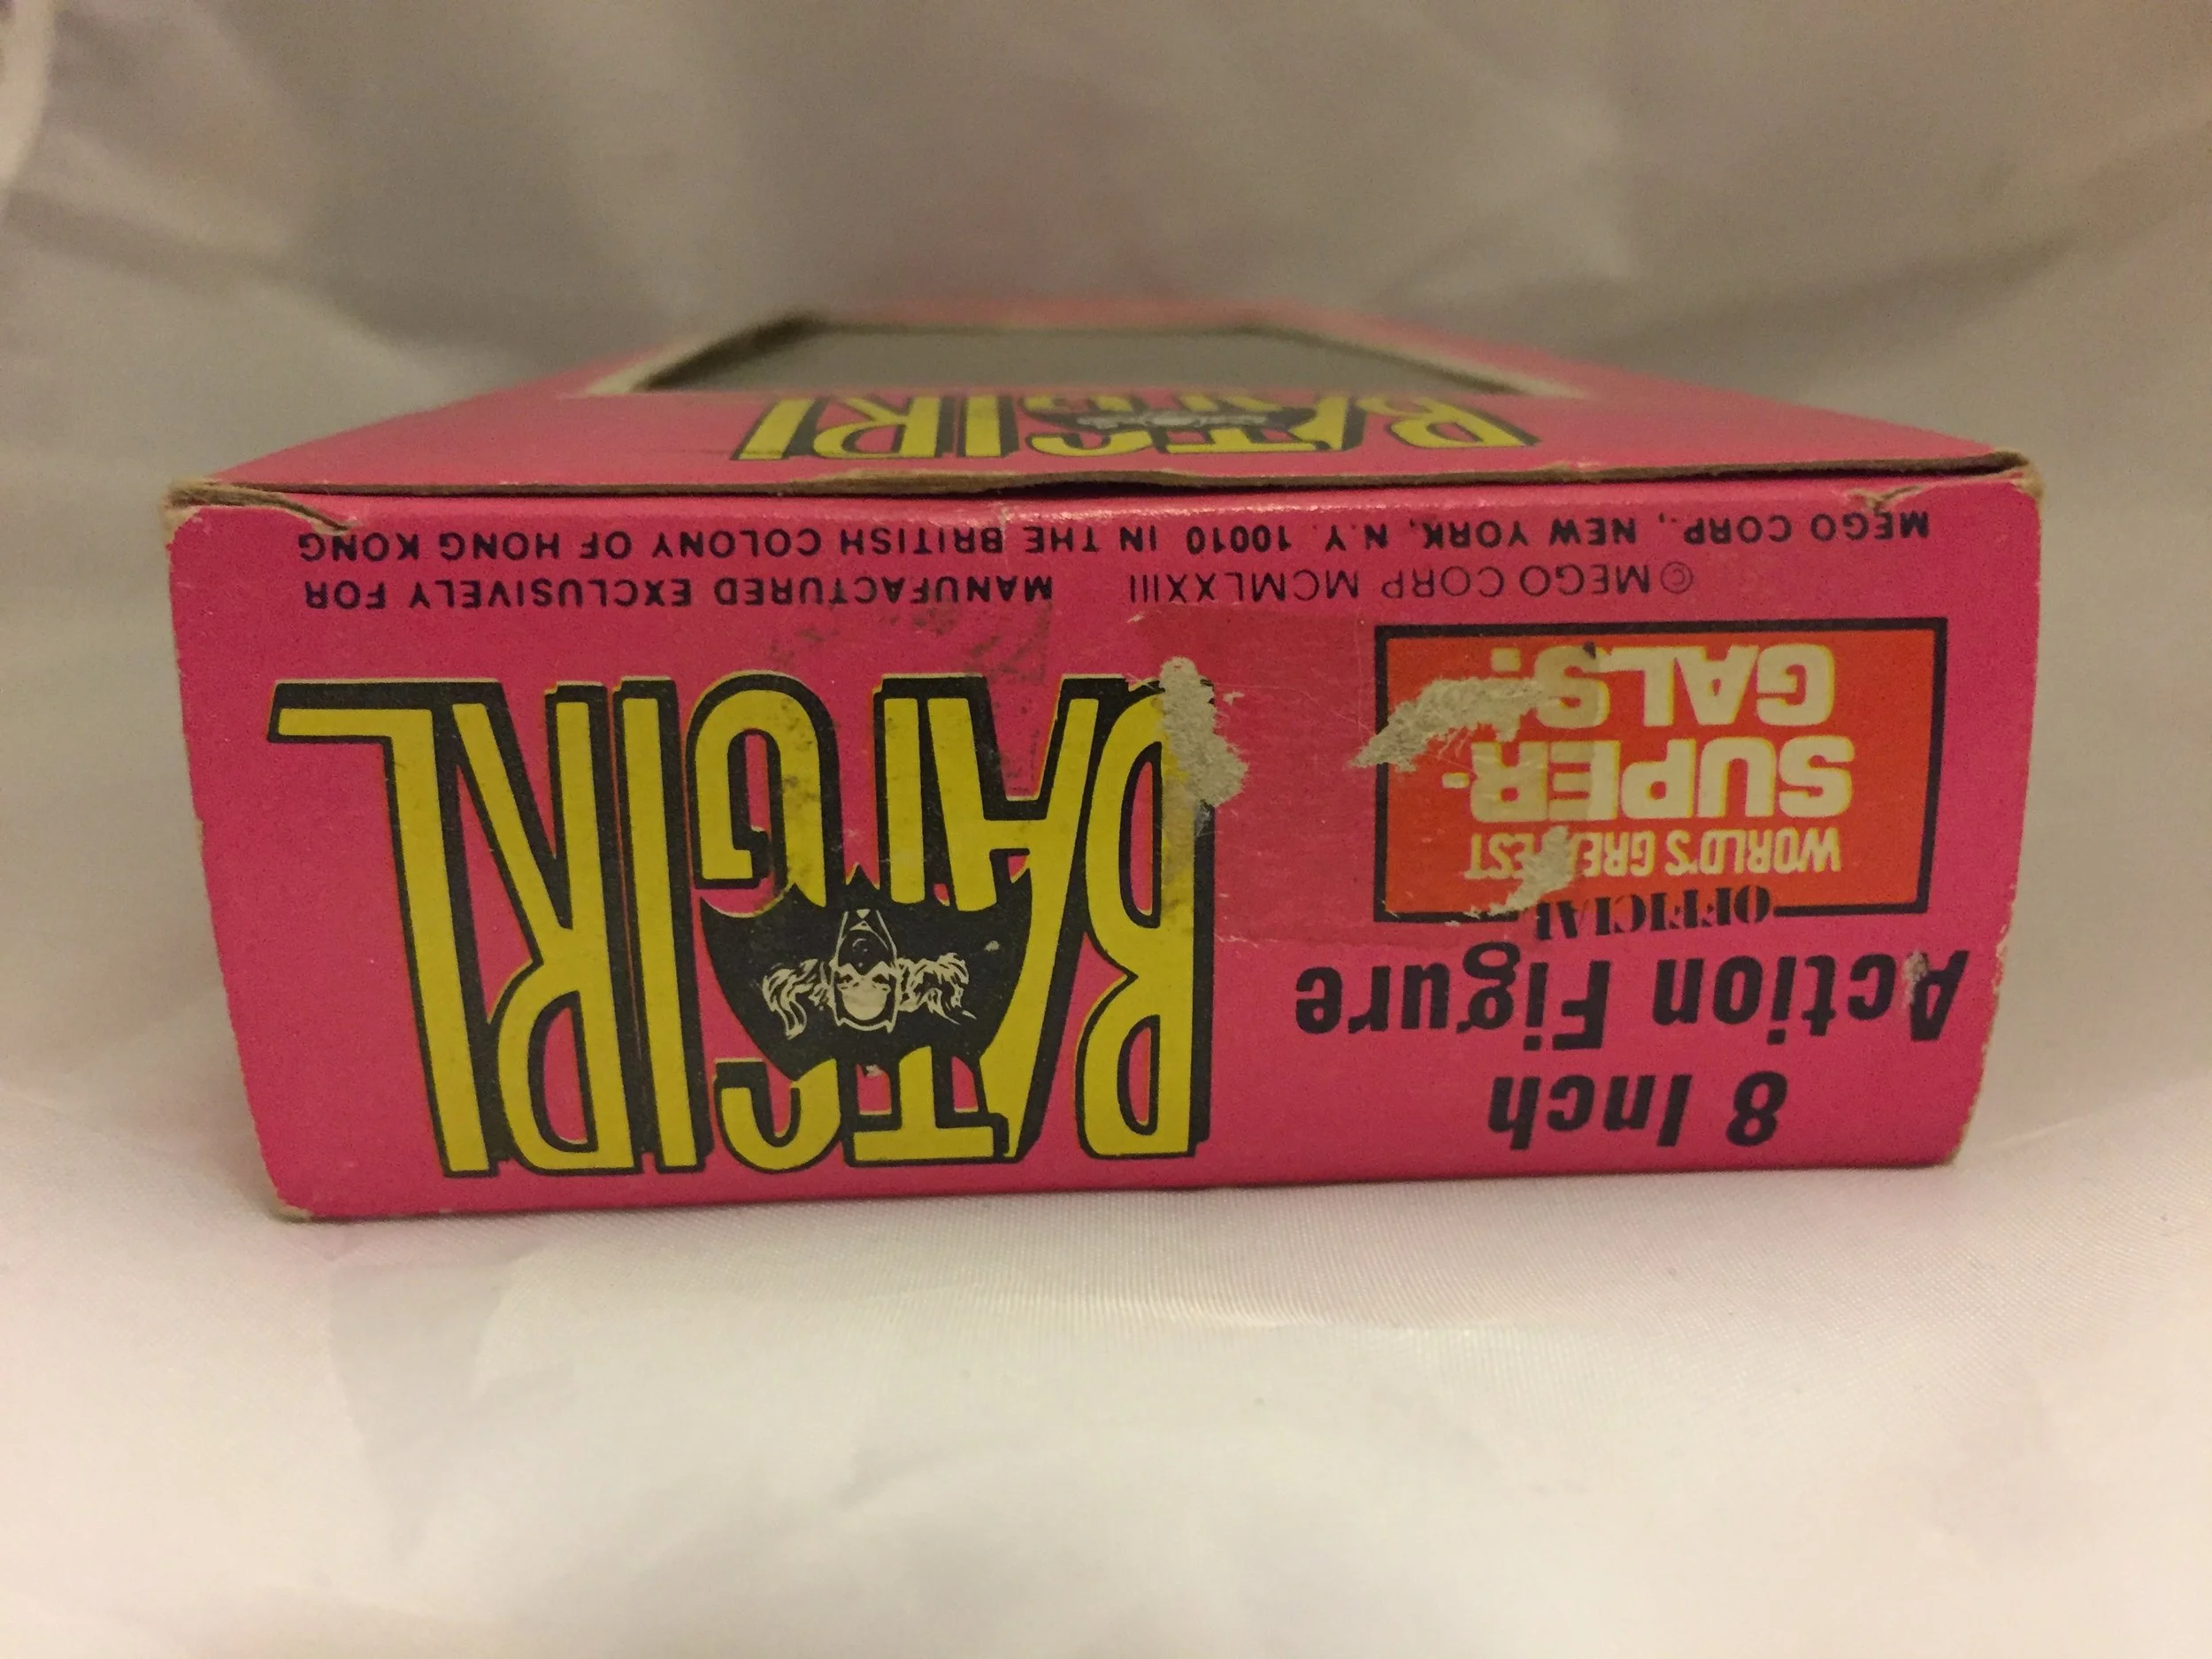 8 Inch
Action Figure
OFFICIAL
WORLD'S GREATEST
SUPER-
GALS!
BATGIRL
© MEGO CORP MCMLXXIII MANUFACTURED EXCLUSIVELY FOR
MEGO CORP., NEW YORK, N.Y. 10010 IN THE BRITISH COLONY OF HONG KONG
BATGIRL